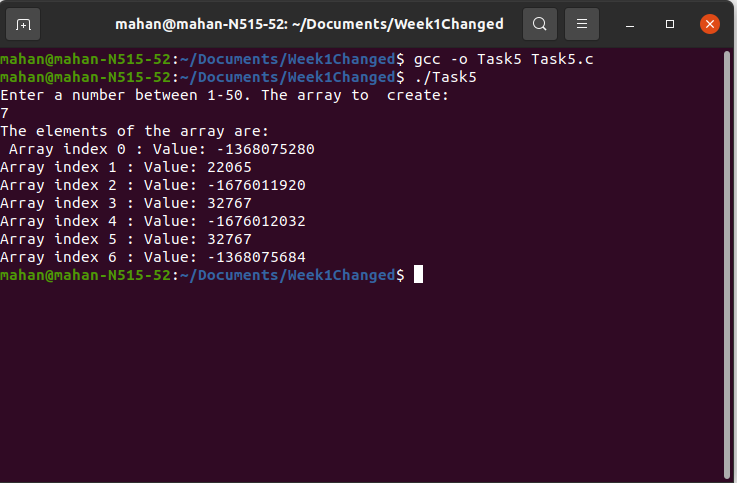 mahan@mahan-N515-52: ~/Documents/Week1Changed
mahan@mahan-N515-52:~/Documents/Week1Changed$ gcc -o Task5 Task5.c
mahan@mahan-N515-52:~/Documents/Week1Changed$ ./Task5
Enter a number between 1-50. The array to  create:
7
The elements of the array are:
 Array index 0 : Value: -1368075280
Array index 1 : Value: 22065
Array index 2 : Value: -1676011920
Array index 3 : Value: 32767
Array index 4 : Value: -1676012032
Array index 5 : Value: 32767
Array index 6 : Value: -1368075684
mahan@mahan-N515-52:~/Documents/Week1Changed$